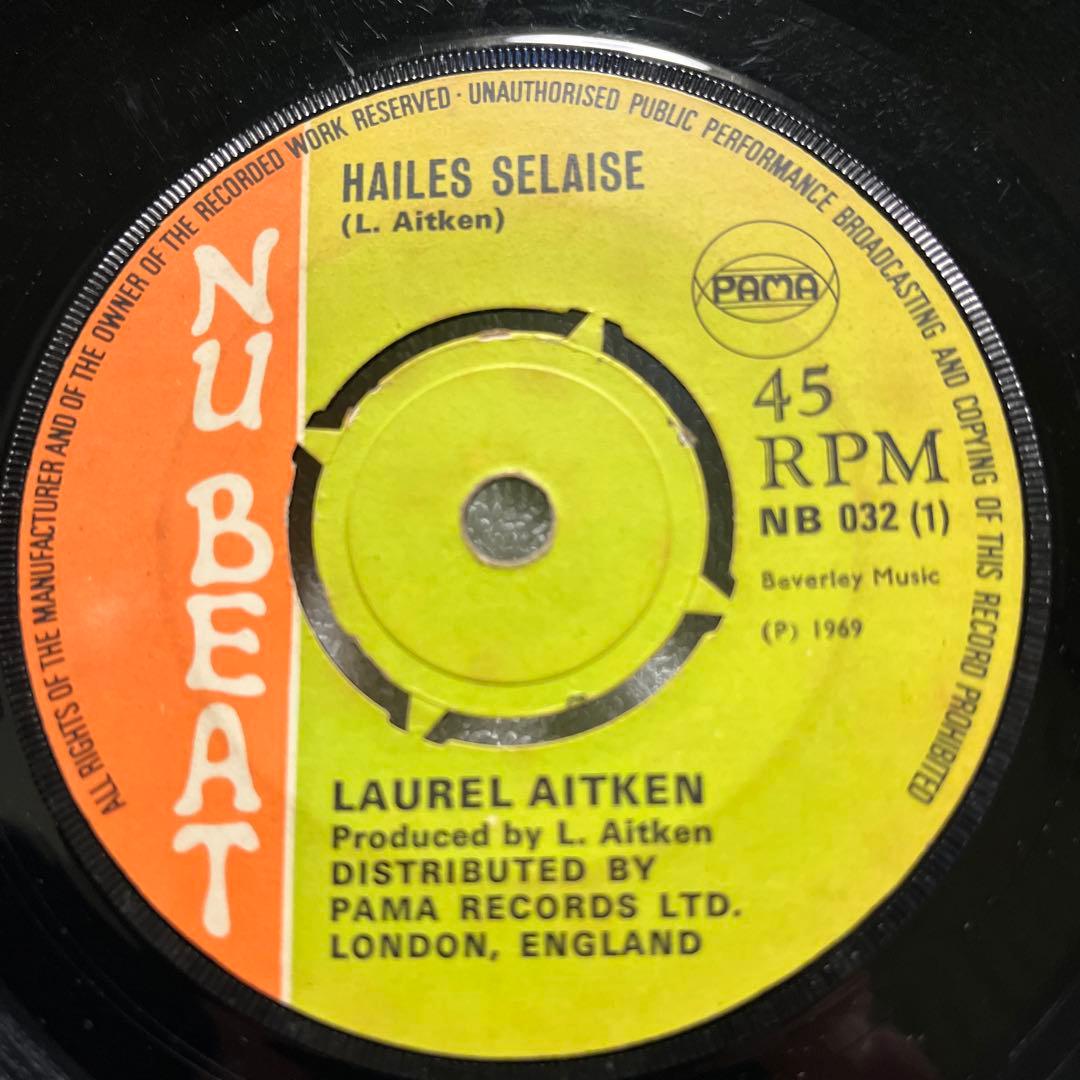 ALL RIGHTS OF THE MANUFACTURER AND OF THE OWNER OF THE RECORDED WORK RESERVED · UNAUTHORISED PUBLIC PERFORMANCE BROADCASTING AND COPYING OF THIS RECORD PROHIBITED
NU BEAT
HAILES SELAISE
(L. Aitken)
PAMA
45
RPM
NB 032 (1)
Beverley Music
(P) 1969
LAUREL AITKEN
Produced by L. Aitken
DISTRIBUTED BY
PAMA RECORDS LTD.
LONDON, ENGLAND